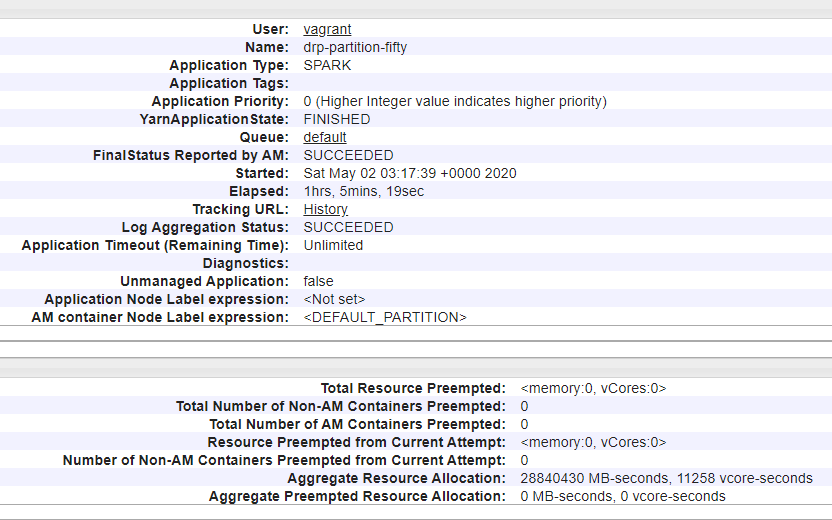 User: vagrant
Name: drp-partition-fifty
Application Type: SPARK
Application Tags:
Application Priority: 0 (Higher Integer value indicates higher priority)
YarnApplicationState: FINISHED
Queue: default
FinalStatus Reported by AM: SUCCEEDED
Started: Sat May 02 03:17:39 +0000 2020
Elapsed: 1hrs, 5mins, 19sec
Tracking URL: History
Log Aggregation Status: SUCCEEDED
Application Timeout (Remaining Time): Unlimited
Diagnostics:
Unmanaged Application: false
Application Node Label expression: <Not set>
AM container Node Label expression: <DEFAULT_PARTITION>
Total Resource Preempted: <memory:0, vCores:0>
Total Number of Non-AM Containers Preempted: 0
Total Number of AM Containers Preempted: 0
Resource Preempted from Current Attempt: <memory:0, vCores:0>
Number of Non-AM Containers Preempted from Current Attempt: 0
Aggregate Resource Allocation: 28840430 MB-seconds, 11258 vcore-seconds
Aggregate Preempted Resource Allocation: 0 MB-seconds, 0 vcore-seconds